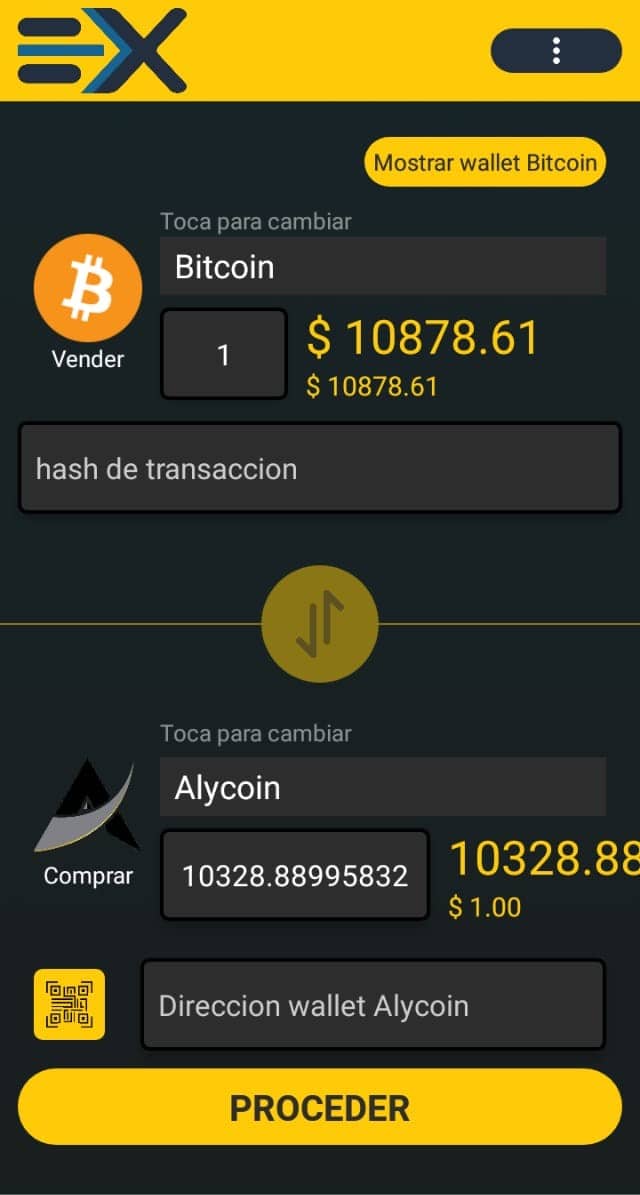 EX
Mostrar wallet Bitcoin
Toca para cambiar
Bitcoin
Vender
1
$ 10878.61
$ 10878.61
hash de transaccion
Toca para cambiar
Alycoin
Comprar
10328.88995832
10328.88
$ 1.00
Direccion wallet Alycoin
PROCEDER